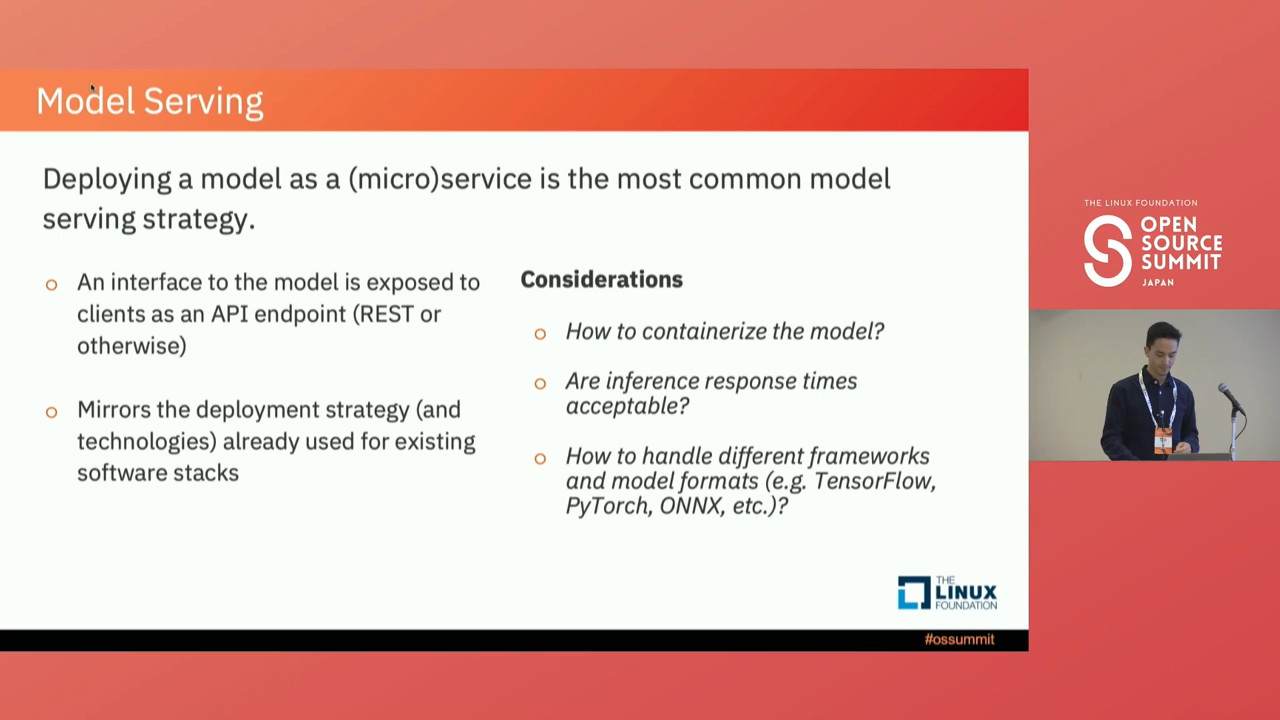 Model Serving
Deploying a model as a (micro)service is the most common model
serving strategy.
An interface to the model is exposed to
clients as an API endpoint (REST or
otherwise)
Mirrors the deployment strategy (and
technologies) already used for existing
software stacks
Considerations
How to containerize the model?
Are inference response times
acceptable?
How to handle different frameworks
and model formats (e.g. TensorFlow,
PyTorch, ONNX, etc.)?
THE
LINUX
FOUNDATION
#ossummit
THE LINUX FOUNDATION
OPEN
SOURCE
SUMMIT
JAPAN